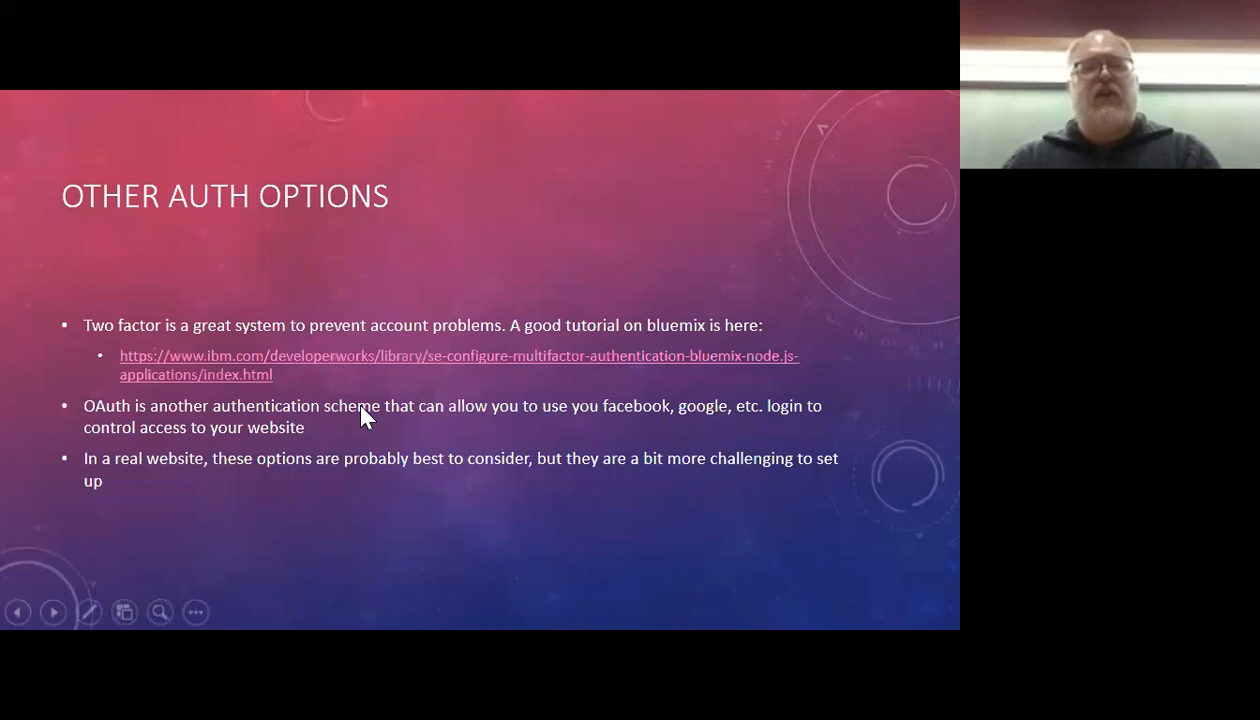 OTHER AUTH OPTIONS
• Two factor is a great system to prevent account problems. A good tutorial on bluemix is here:
• https://www.ibm.com/developerworks/library/se-configure-multifactor-authentication-bluemix-node.js-
applications/index.html
• OAuth is another authentication scheme that can allow you to use you facebook, google, etc. login to
control access to your website
• In a real website, these options are probably best to consider, but they are a bit more challenging to set
up